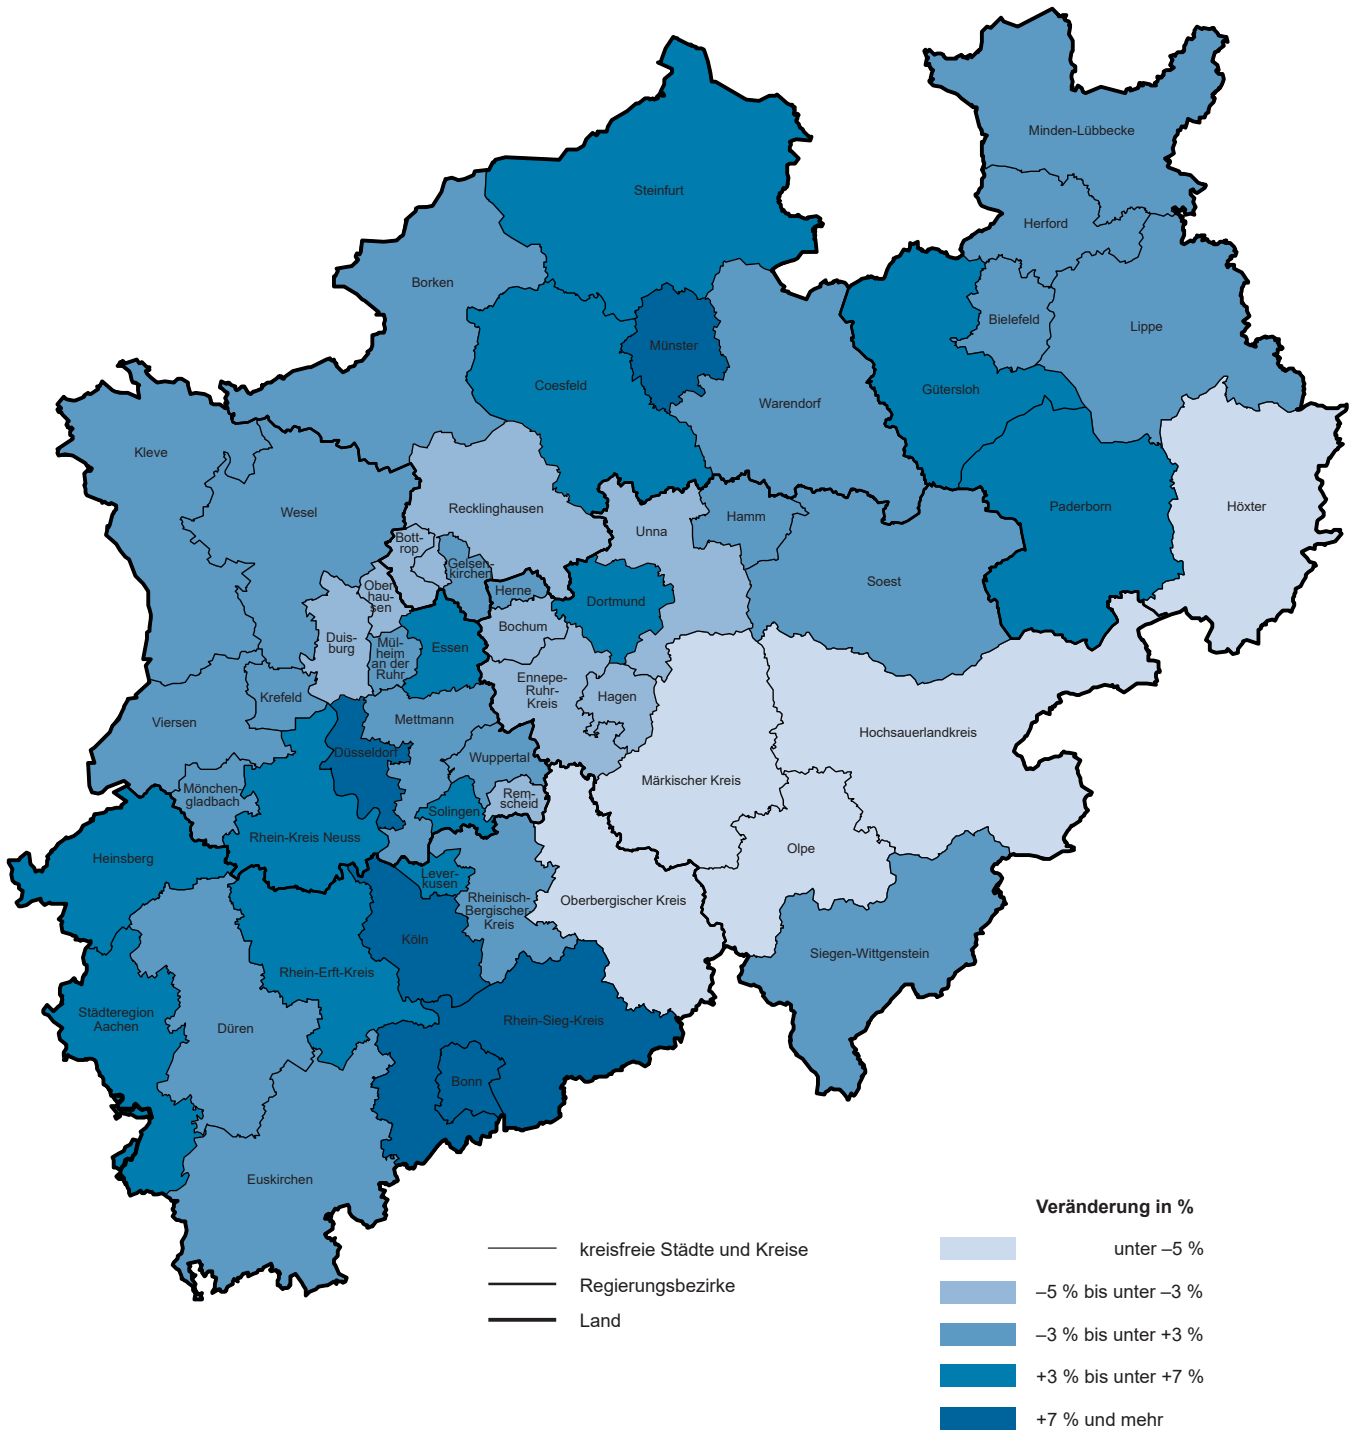 Minden-Lübbecke
Steinfurt
Herford
Borken
Bielefeld
Lippe
Münster
Coesfeld
Gütersloh
Warendorf
Höxter
Kleve
Wesel
Recklinghausen
Paderborn
Hamm
Unna
Bott-
rop
Gelsen-
kirchen
Soest
Ober-
hau-
sen
Herne
Dortmund
Bochum
Duis-
burg
Mül-
heim
an der
Ruhr
Essen
Ennepe-
Ruhr-
Kreis
Hagen
Krefeld
Viersen
Mettmann
Hochsauerlandkreis
Düsseldorf
Wuppertal
Märkischer Kreis
Mönchen-
gladbach
Rem-
scheid
Solingen
Rhein-Kreis Neuss
Olpe
Heinsberg
Lever-
kusen
Rheinisch-
Bergischer
Kreis
Oberbergischer Kreis
Köln
Siegen-Wittgenstein
Rhein-Erft-Kreis
Städteregion
Aachen
Düren
Rhein-Sieg-Kreis
Bonn
Euskirchen
kreisfreie Städte und Kreise
Regierungsbezirke
Land
Veränderung in %
unter –5 %
–5 % bis unter –3 %
–3 % bis unter +3 %
+3 % bis unter +7 %
+7 % und mehr